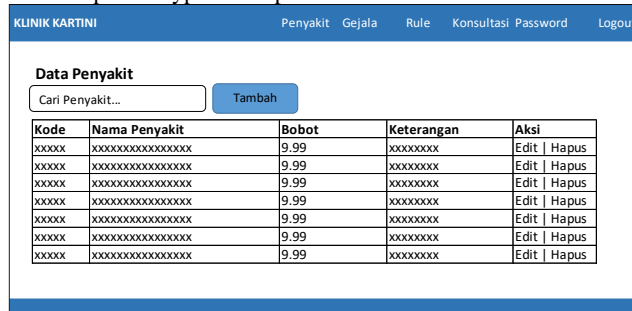 KLINIK KARTINI Penyakit Gejala Rule Konsultasi Password Logout
Data Penyakit
Cari Penyakit... Tambah
Kode Nama Penyakit Bobot Keterangan Aksi
xxxxx xxxxxxxxxxxxxxxx 9.99 xxxxxxxx Edit | Hapus
xxxxx xxxxxxxxxxxxxxxx 9.99 xxxxxxxx Edit | Hapus
xxxxx xxxxxxxxxxxxxxxx 9.99 xxxxxxxx Edit | Hapus
xxxxx xxxxxxxxxxxxxxxx 9.99 xxxxxxxx Edit | Hapus
xxxxx xxxxxxxxxxxxxxxx 9.99 xxxxxxxx Edit | Hapus
xxxxx xxxxxxxxxxxxxxxx 9.99 xxxxxxxx Edit | Hapus
xxxxx xxxxxxxxxxxxxxxx 9.99 xxxxxxxx Edit | Hapus